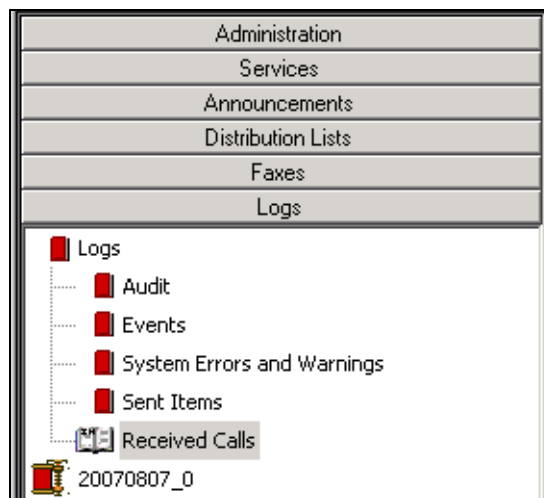 Administration
Services
Announcements
Distribution Lists
Faxes
Logs
Logs
Audit
Events
System Errors and Warnings
Sent Items
Received Calls
20070807_0